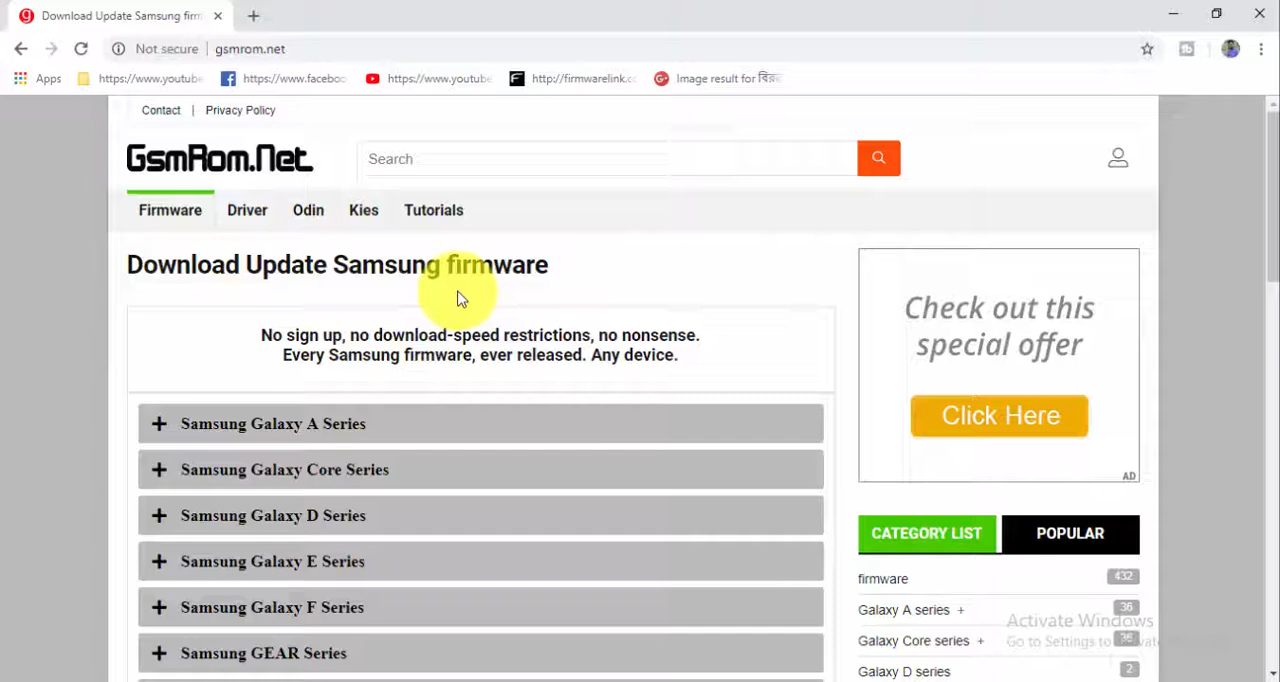 Download Update Samsung firm
Not secure | gsmrom.net
Apps https://www.youtube https://www.faceboo https://www.youtube http://firmwarelink.co Image result for বির
Contact | Privacy Policy
GsmRom.Net
Search
Firmware Driver Odin Kies Tutorials
Download Update Samsung firmware
No sign up, no download-speed restrictions, no nonsense.
Every Samsung firmware, ever released. Any device.
+ Samsung Galaxy A Series
+ Samsung Galaxy Core Series
+ Samsung Galaxy D Series
+ Samsung Galaxy E Series
+ Samsung Galaxy F Series
+ Samsung GEAR Series
Check out this
special offer
Click Here
AD
CATEGORY LIST POPULAR
firmware 432
Galaxy A series + 36
Galaxy Core series +
Galaxy D series 2
Activate Windows
Go to Settings to